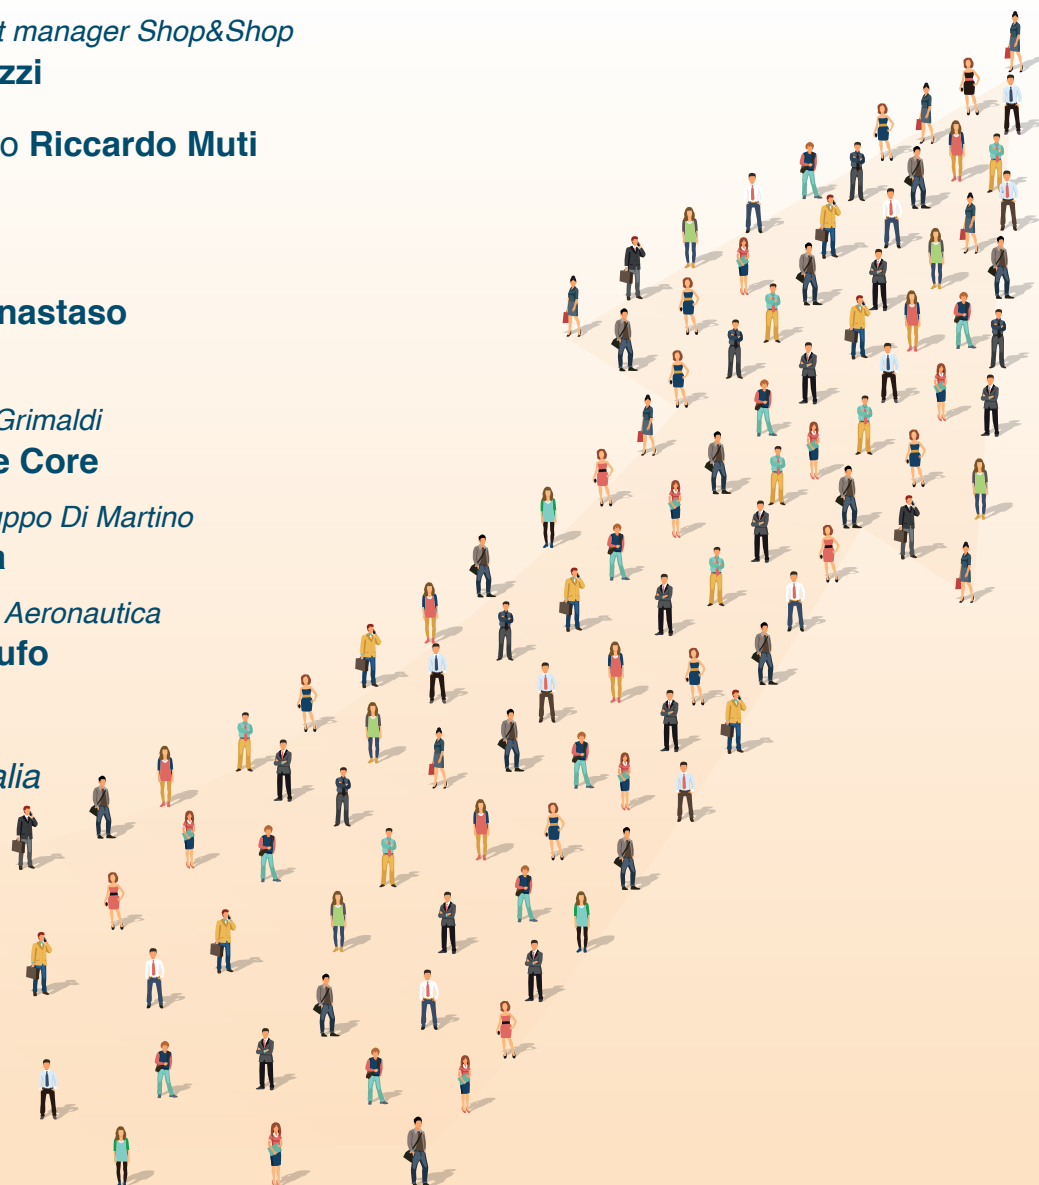 t manager Shop&Shop
zzi
o Riccardo Muti
nastaso
Grimaldi
e Core
uppo Di Martino
a
Aeronautica
ufo
alia